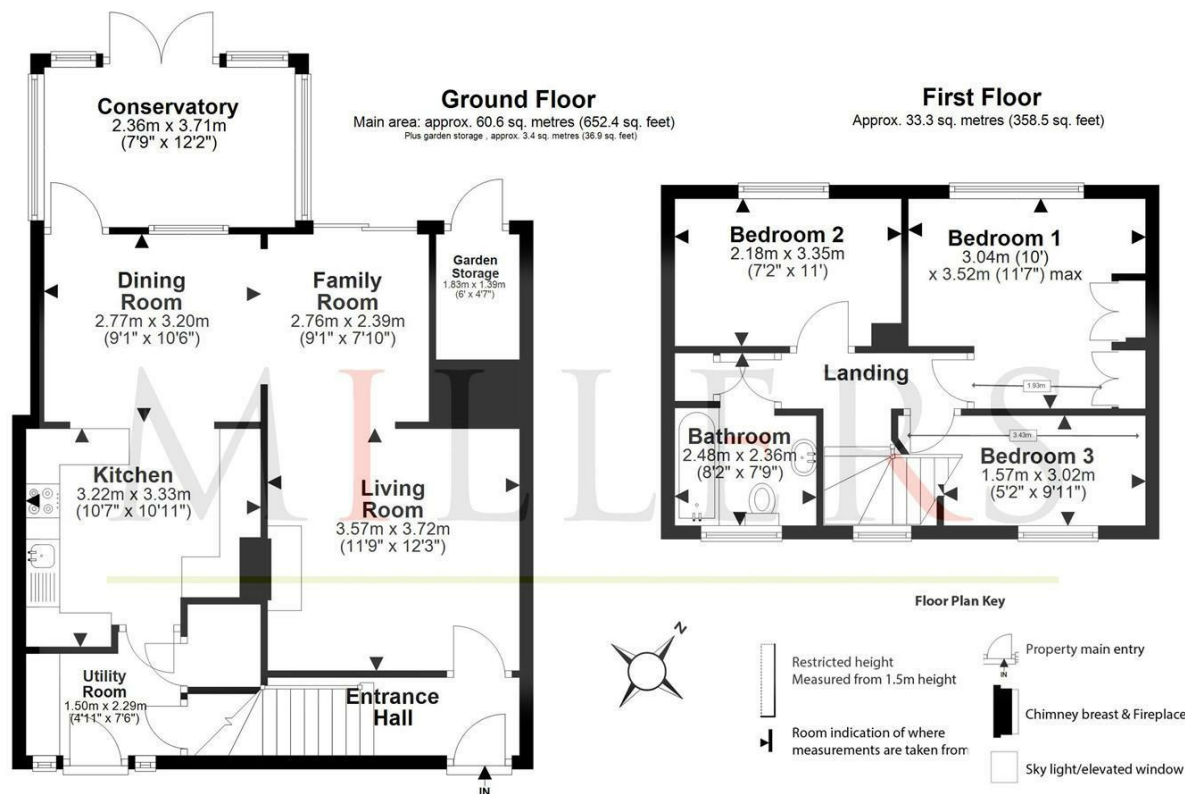 Ground Floor
Main area: approx. 60.6 sq. metres (652.4 sq. feet)
Plus garden storage , approx. 3.4 sq. metres (36.9 sq. feet)
First Floor
Approx. 33.3 sq. metres (358.5 sq. feet)
Conservatory
2.36m x 3.71m
(7'9" x 12'2")
Dining
Room
2.77m x 3.20m
(9'1" x 10'6")
Family
Room
2.76m x 2.39m
(9'1" x 7'10")
Garden
Storage
1.83m x 1.39m
(6' x 4'7")
Kitchen
3.22m x 3.33m
(10'7" x 10'11")
Living
Room
3.57m x 3.72m
(11'9" x 12'3")
Utility
Room
1.50m x 2.29m
(4'11" x 7'6")
Entrance
Hall
IN
Bedroom 2
2.18m x 3.35m
(7'2" x 11')
Bedroom 1
3.04m (10')
x 3.52m (11'7") max
Landing
1.93m
Bathroom
2.48m x 2.36m
(8'2" x 7'9")
3.43m
Bedroom 3
1.57m x 3.02m
(5'2" x 9'11")
MILLERS
Z
Floor Plan Key
Restricted height
Measured from 1.5m height
Room indication of where
measurements are taken from
Property main entry
IN
Chimney breast & Fireplace
Sky light/elevated window